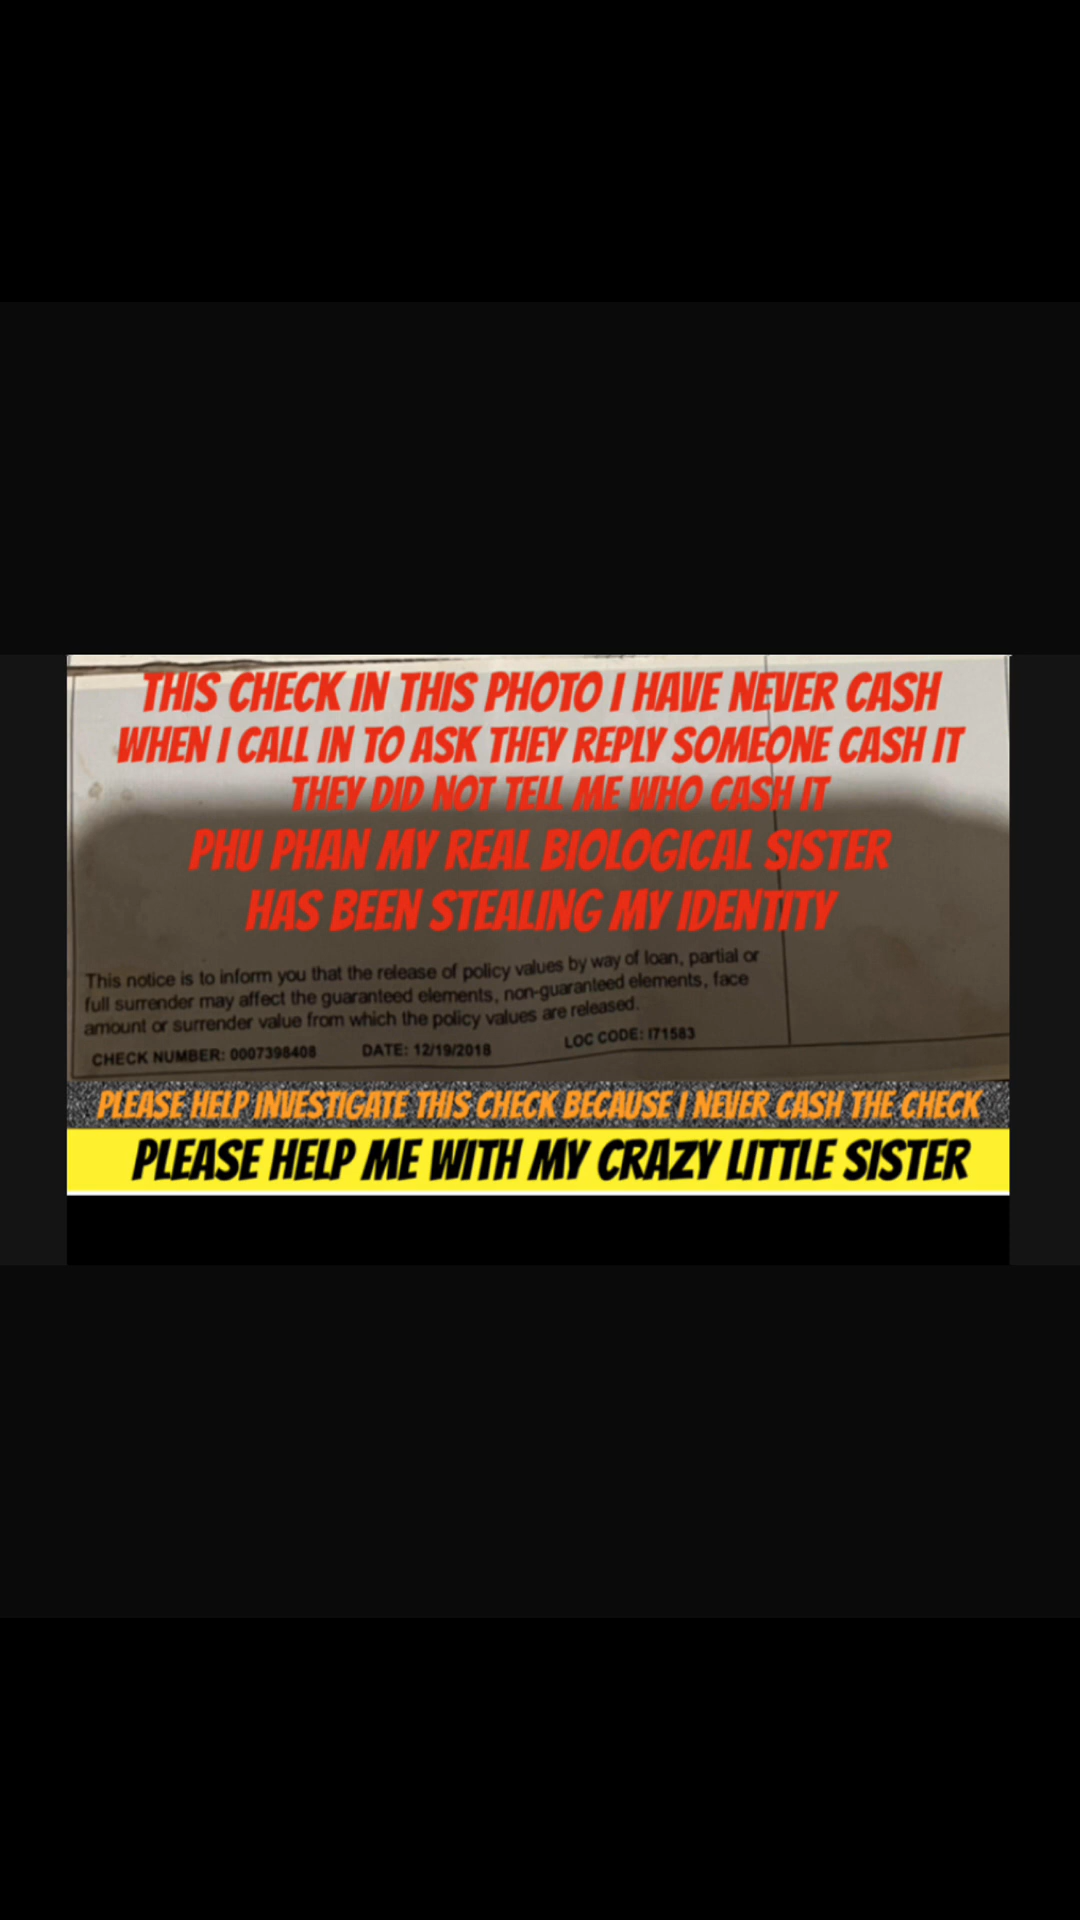 THIS CHECK IN THIS PHOTO I HAVE NEVER CASH
WHEN I CALL IN TO ASK THEY REPLY SOMEONE CASH IT
THEY DID NOT TELL ME WHO CASH IT
PHU PHAN MY REAL BIOLOGICAL SISTER
HAS BEEN STEALING MY IDENTITY
This notice is to inform you that the release of policy values by way of loan, partial or
full surrender may affect the guaranteed elements, non-guaranteed elements, face
amount or surrender value from which the policy values are released.
CHECK NUMBER: 0007398408 DATE: 12/19/2018 LOC CODE: I71583
PLEASE HELP INVESTIGATE THIS CHECK BECAUSE I NEVER CASH THE CHECK
PLEASE HELP ME WITH MY CRAZY LITTLE SISTER